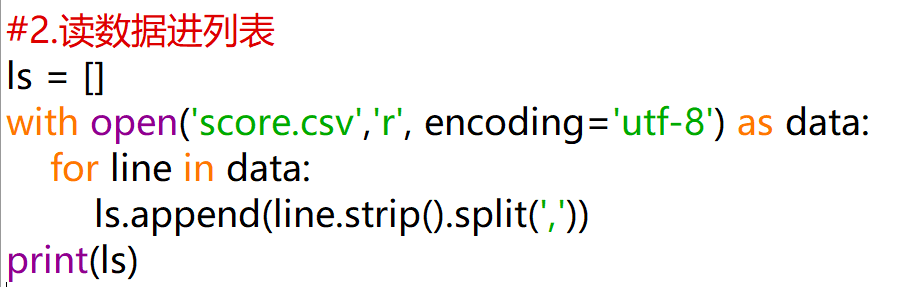 #2.读数据进列表
ls = []
with open('score.csv','r', encoding='utf-8') as data:
    for line in data:
        ls.append(line.strip().split(','))
print(ls)